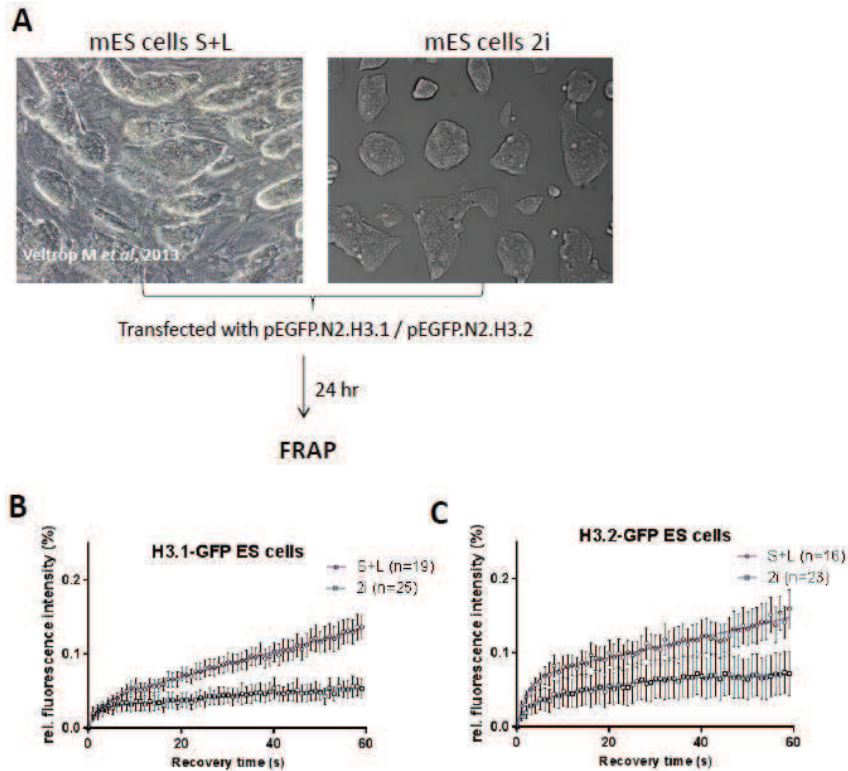 A
mES cells S+L
mES cells 2i
Veltrop M et al, 2013
Transfected with pEGFP.N2.H3.1 / pEGFP.N2.H3.2
24 hr
FRAP
B
H3.1-GFP ES cells
S+L (n=19)
2i (n=25)
rel. fluorescence intensity (%)
0.2
0.1
0.0
0
20
40
60
Recovery time (s)
C
H3.2-GFP ES cells
S+L (n=16)
2i (n=23)
rel. fluorescence intensity (%)
0.2
0.1
0.0
0
20
40
60
Recovery time (s)